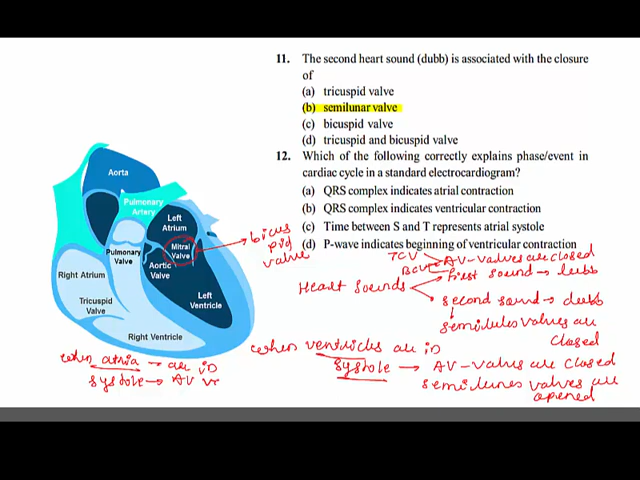 11. The second heart sound (dubb) is associated with the closure
of
(a) tricuspid valve
(b) semilunar valve
(c) bicuspid valve
(d) tricuspid and bicuspid valve
12. Which of the following correctly explains phase/event in
cardiac cycle in a standard electrocardiogram?
(a) QRS complex indicates atrial contraction
(b) QRS complex indicates ventricular contraction
(c) Time between S and T represents atrial systole
(d) P-wave indicates beginning of ventricular contraction
Aorta
Pulmonary
Artery
Left
Atrium
Mitral
Valve
Pulmonary
Valve
Aortic
Valve
Right Atrium
Left
Ventricle
Tricuspid
Valve
Right Ventricle
bicus
pid
valve
TCV
BCV
AV-Valves are closed
Heart sounds
first sound → lubb
second sound → dubb
valves are
closed
when atria → are in
systole → AV
when ventricles are in
systole → AV-valves are closed
valves are
opened